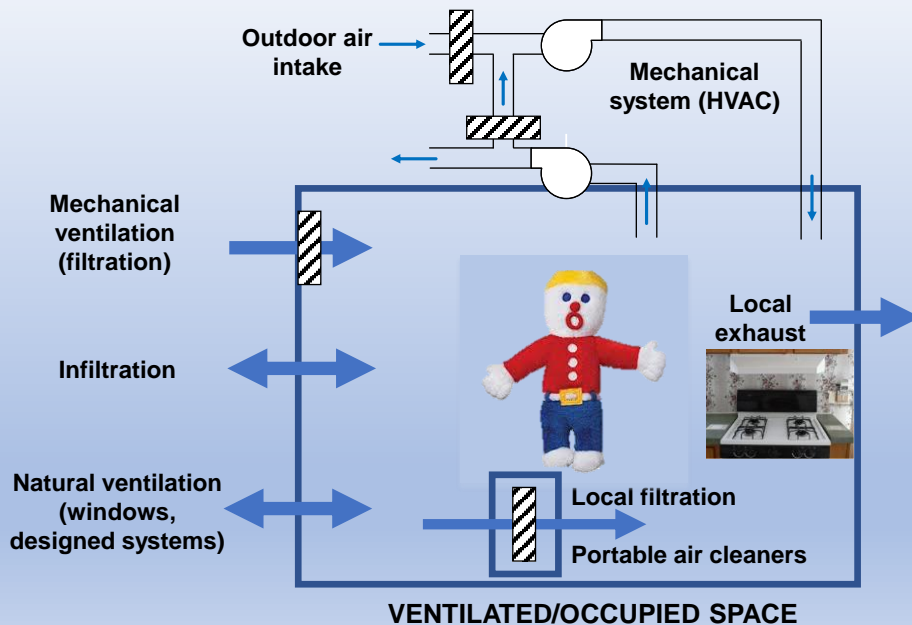 Outdoor air
intake
Mechanical
system (HVAC)
Mechanical
ventilation
(filtration)
Local
exhaust
Infiltration
Natural ventilation
(windows,
designed systems)
Local filtration
Portable air cleaners
VENTILATED/OCCUPIED SPACE